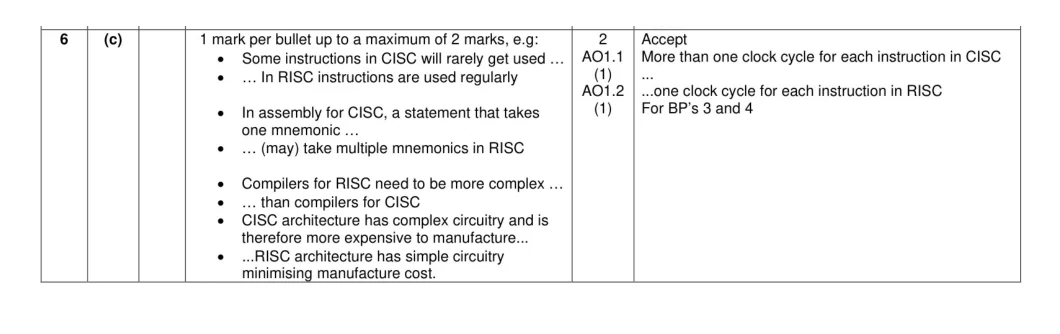 6 (c) 1 mark per bullet up to a maximum of 2 marks, e.g: 2 Accept
• Some instructions in CISC will rarely get used … AO1.1 More than one clock cycle for each instruction in CISC
• … In RISC instructions are used regularly (1) ...
AO1.2 ...one clock cycle for each instruction in RISC
• In assembly for CISC, a statement that takes (1) For BP's 3 and 4
one mnemonic …
• … (may) take multiple mnemonics in RISC
• Compilers for RISC need to be more complex …
• … than compilers for CISC
• CISC architecture has complex circuitry and is
therefore more expensive to manufacture...
• ...RISC architecture has simple circuitry
minimising manufacture cost.